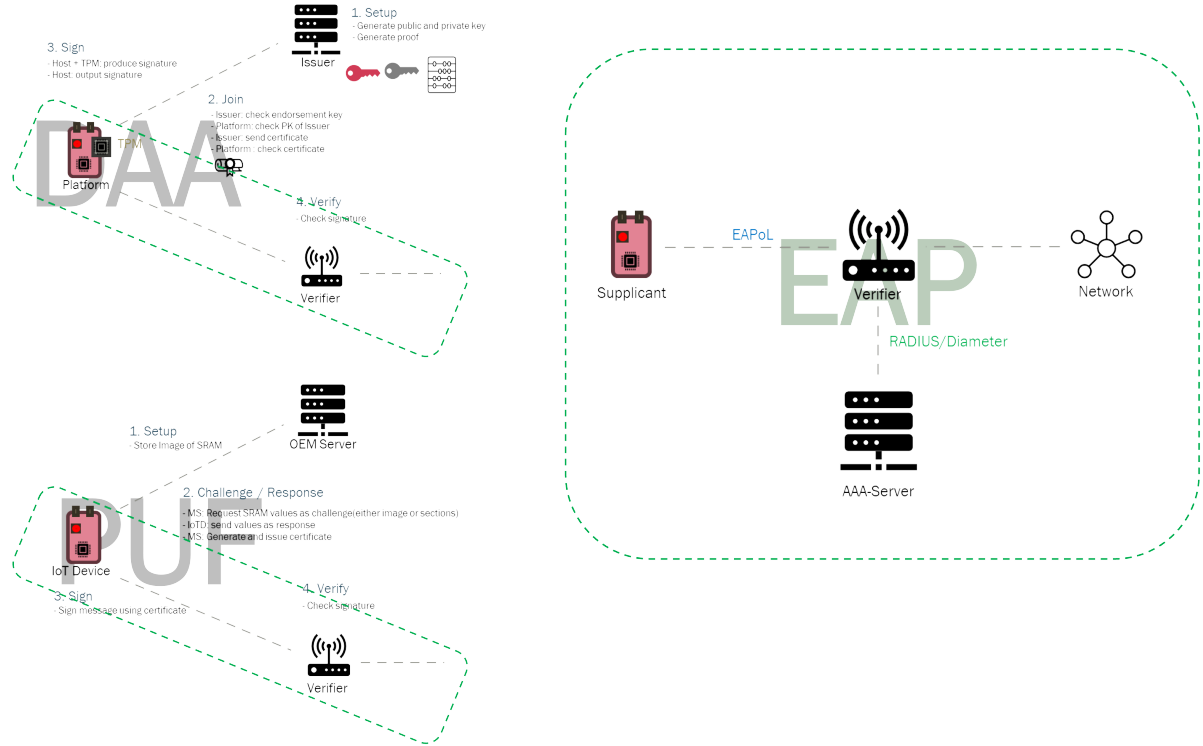 1. Setup
- Generate public and private key
- Generate proof
Issuer
3. Sign
- Host + TPM: produce signature
- Host: output signature
2. Join
- Issuer: check endorsement key
- Platform: check PK of Issuer
- Issuer: send certificate
- Platform : check certificate
DAA
TPM
Platform
4. Verify
- Check signature
Verifier
OEM Server
1. Setup
- Store Image of SRAM
2. Challenge / Response
- MS: Request SRAM values as challenge(either image or sections)
- IoTD: send values as response
- MS: Generate and issue certificate
PUF
IoT Device
3. Sign
- Sign message using certificate
4. Verify
- Check signature
Verifier
EAPoL
EAP
Supplicant
Verifier
Network
RADIUS/Diameter
AAA-Server